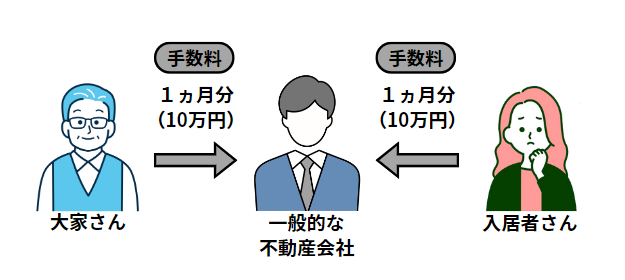 手数料
1ヵ月分
(10万円)
手数料
1ヵ月分
(10万円)
大家さん
一般的な
不動産会社
入居者さん